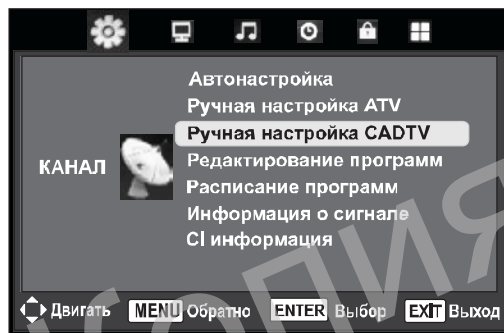 Автонастройка
Ручная настройка ATV
Ручная настройка CADTV
КАНАЛ
Редактирование программ
Расписание программ
Информация о сигнале
CI информация
Двигать MENU Обратно ENTER Выбор EXIT Выход
КОПИЯ